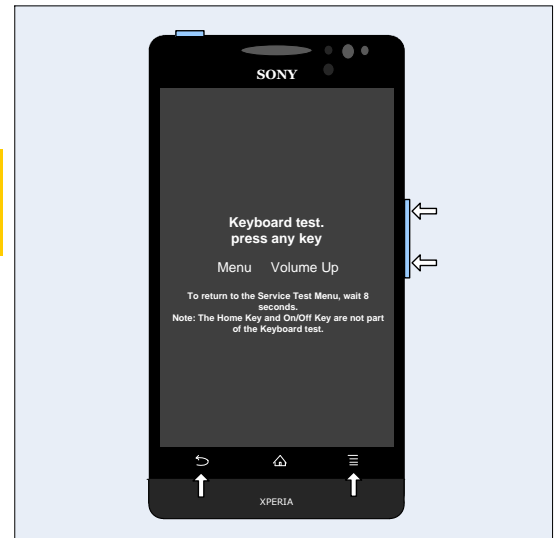 SONY
Keyboard test.
press any key
Menu Volume Up
To return to the Service Test Menu, wait 8
seconds.
Note: The Home Key and On/Off Key are not part
of the Keyboard test.
XPERIA